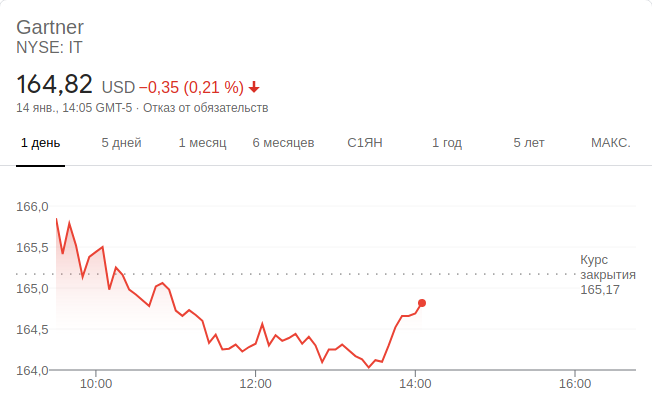 Gartner
NYSE: IT
164,82 USD −0,35 (0,21 %)
14 янв., 14:05 GMT-5 · Отказ от обязательств
1 день 5 дней 1 месяц 6 месяцев С1ЯН 1 год 5 лет МАКС.
166,0
165,5
165,0
164,5
164,0
Курс
закрытия
165,17
10:00 12:00 14:00 16:00